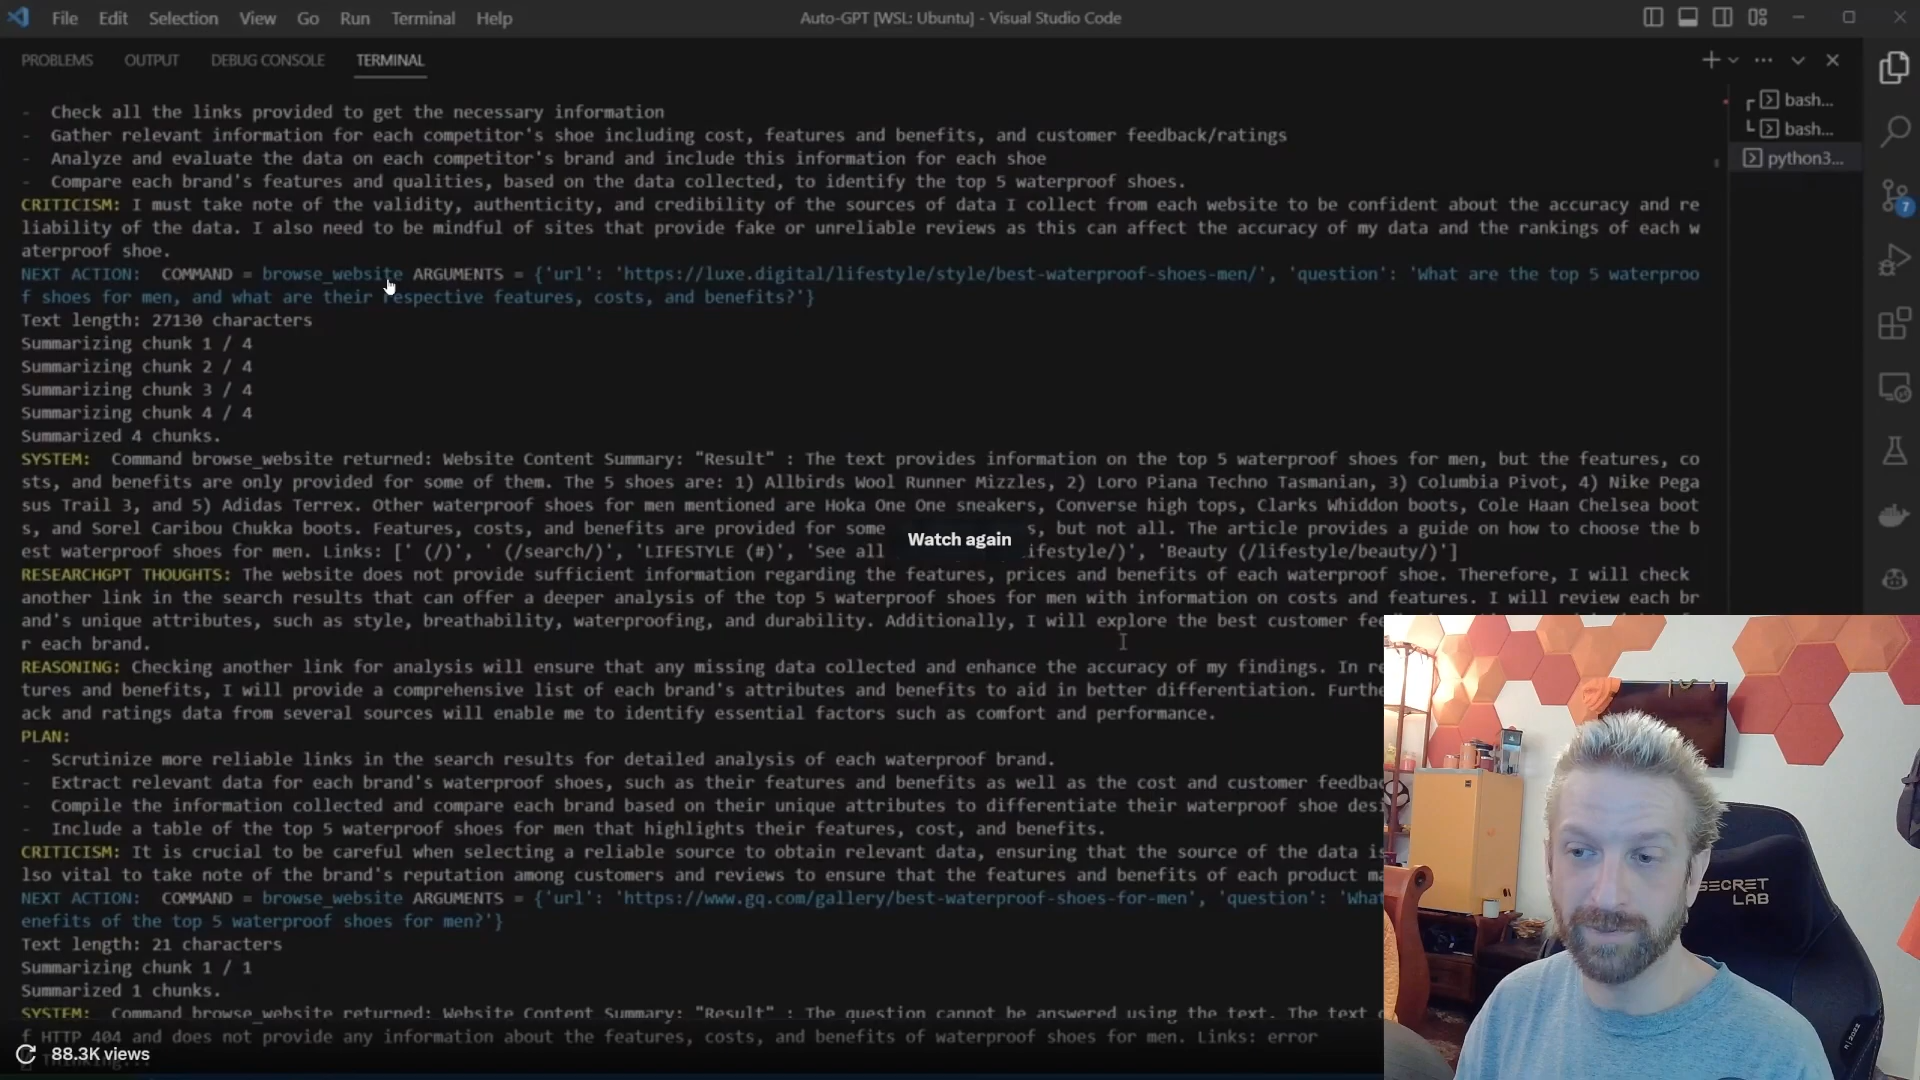 File Edit Selection View Go Run Terminal Help
Auto-GPT [WSL: Ubuntu] - Visual Studio Code
PROBLEMS OUTPUT DEBUG CONSOLE TERMINAL
bash...
bash...
python3...
7
- Check all the links provided to get the necessary information
- Gather relevant information for each competitor's shoe including cost, features and benefits, and customer feedback/ratings
- Analyze and evaluate the data on each competitor's brand and include this information for each shoe
- Compare each brand's features and qualities, based on the data collected, to identify the top 5 waterproof shoes.
CRITICISM: I must take note of the validity, authenticity, and credibility of the sources of data I collect from each website to be confident about the accuracy and re
liability of the data. I also need to be mindful of sites that provide fake or unreliable reviews as this can affect the accuracy of my data and the rankings of each w
aterproof shoe.
NEXT ACTION: COMMAND = browse_website ARGUMENTS = {'url': 'https://luxe.digital/lifestyle/style/best-waterproof-shoes-men/', 'question': 'What are the top 5 waterproo
f shoes for men, and what are their respective features, costs, and benefits?'}
Text length: 27130 characters
Summarizing chunk 1 / 4
Summarizing chunk 2 / 4
Summarizing chunk 3 / 4
Summarizing chunk 4 / 4
Summarized 4 chunks.
SYSTEM: Command browse_website returned: Website Content Summary: "Result" : The text provides information on the top 5 waterproof shoes for men, but the features, co
sts, and benefits are only provided for some of them. The 5 shoes are: 1) Allbirds Wool Runner Mizzles, 2) Loro Piana Techno Tasmanian, 3) Columbia Pivot, 4) Nike Pega
sus Trail 3, and 5) Adidas Terrex. Other waterproof shoes for men mentioned are Hoka One One sneakers, Converse high tops, Clarks Whiddon boots, Cole Haan Chelsea boot
s, and Sorel Caribou Chukka boots. Features, costs, and benefits are provided for some s, but not all. The article provides a guide on how to choose the b
est waterproof shoes for men. Links: [' (/)', ' (/search/)', 'LIFESTYLE (#)', 'See all ifestyle/)', 'Beauty (/lifestyle/beauty/)']
Watch again
RESEARCHGPT THOUGHTS: The website does not provide sufficient information regarding the features, prices and benefits of each waterproof shoe. Therefore, I will check
another link in the search results that can offer a deeper analysis of the top 5 waterproof shoes for men with information on costs and features. I will review each br
and's unique attributes, such as style, breathability, waterproofing, and durability. Additionally, I will explore the best customer fee
r each brand.
REASONING: Checking another link for analysis will ensure that any missing data collected and enhance the accuracy of my findings. In re
tures and benefits, I will provide a comprehensive list of each brand's attributes and benefits to aid in better differentiation. Furthe
ack and ratings data from several sources will enable me to identify essential factors such as comfort and performance.
PLAN:
- Scrutinize more reliable links in the search results for detailed analysis of each waterproof brand.
- Extract relevant data for each brand's waterproof shoes, such as their features and benefits as well as the cost and customer feedbac
- Compile the information collected and compare each brand based on their unique attributes to differentiate their waterproof shoe desi
- Include a table of the top 5 waterproof shoes for men that highlights their features, cost, and benefits.
CRITICISM: It is crucial to be careful when selecting a reliable source to obtain relevant data, ensuring that the source of the data is
lso vital to take note of the brand's reputation among customers and reviews to ensure that the features and benefits of each product ma
NEXT ACTION: COMMAND = browse_website ARGUMENTS = {'url': 'https://www.gq.com/gallery/best-waterproof-shoes-for-men', 'question': 'What
enefits of the top 5 waterproof shoes for men?'}
Text length: 21 characters
Summarizing chunk 1 / 1
Summarized 1 chunks.
SYSTEM: Command browse_website returned: Website Content Summary: "Result" : The question cannot be answered using the text. The text
f HTTP 404 and does not provide any information about the features, costs, and benefits of waterproof shoes for men. Links: error
Thinking...
88.3K views
SECRET
LAB